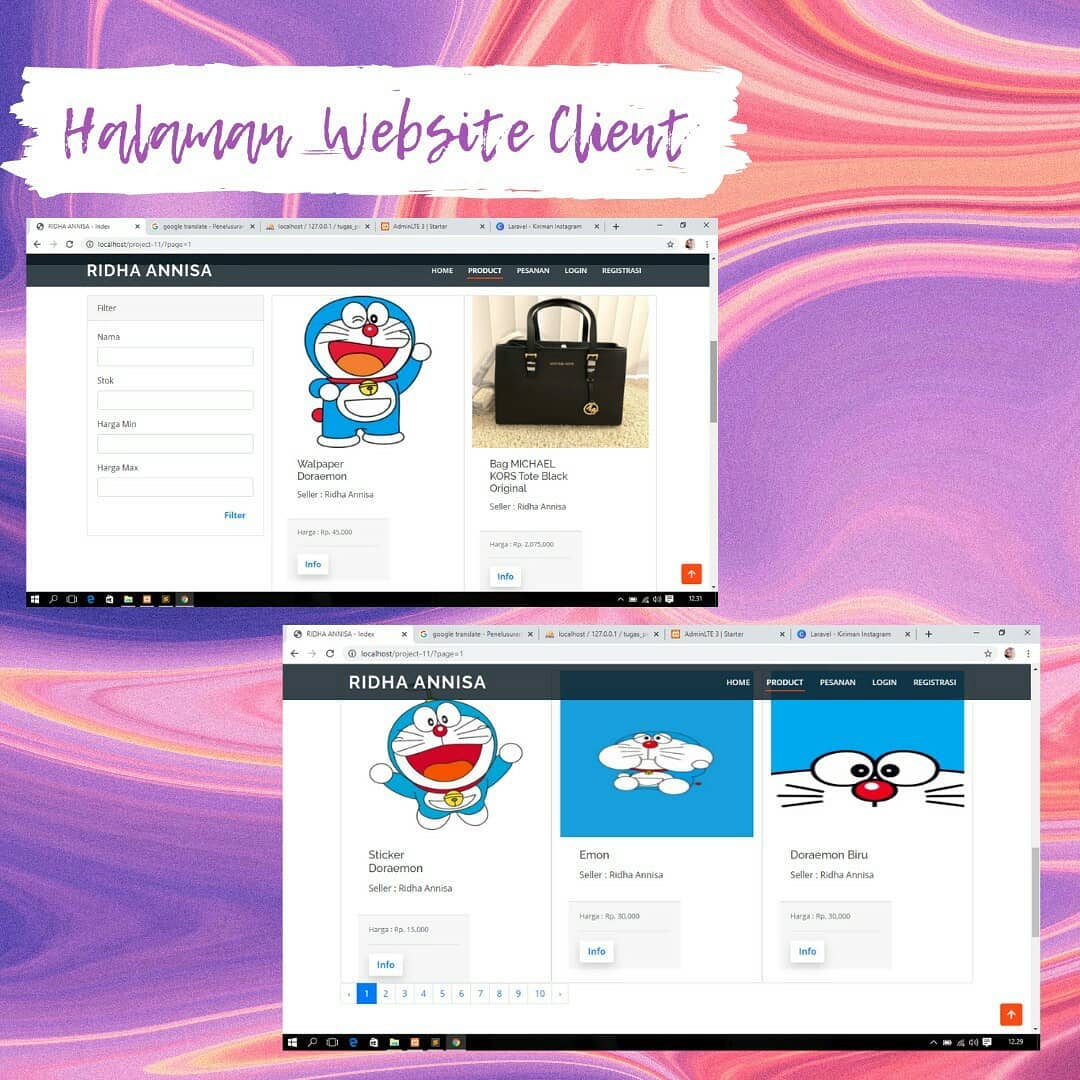 Halaman Website Client
RIDHA ANNISA - Index
google translate - Penelusuran
localhost / 127.0.0.1 / tugas_p
AdminLTE 3 | Starter
Laravel - Kiriman Instagram
localhost/project-11/?page=1
RIDHA ANNISA
HOME PRODUCT PESANAN LOGIN REGISTRASI
Filter
Nama
Stok
Harga Min
Harga Max
Filter
Walpaper
Doraemon
Seller : Ridha Annisa
Harga : Rp. 45,000
Info
MICHAEL KORS
Bag MICHAEL
KORS Tote Black
Original
Seller : Ridha Annisa
Harga : Rp. 2,075,000
Info
12.31
RIDHA ANNISA - Index
google translate - Penelusuran
localhost / 127.0.0.1 / tugas_p
AdminLTE 3 | Starter
Laravel - Kiriman Instagram
localhost/project-11/?page=1
RIDHA ANNISA
HOME PRODUCT PESANAN LOGIN REGISTRASI
Sticker
Doraemon
Seller : Ridha Annisa
Harga : Rp. 15,000
Info
Emon
Seller : Ridha Annisa
Harga : Rp. 30,000
Info
Doraemon Biru
Seller : Ridha Annisa
Harga : Rp. 30,000
Info
‹ 1 2 3 4 5 6 7 8 9 10 ›
12.29